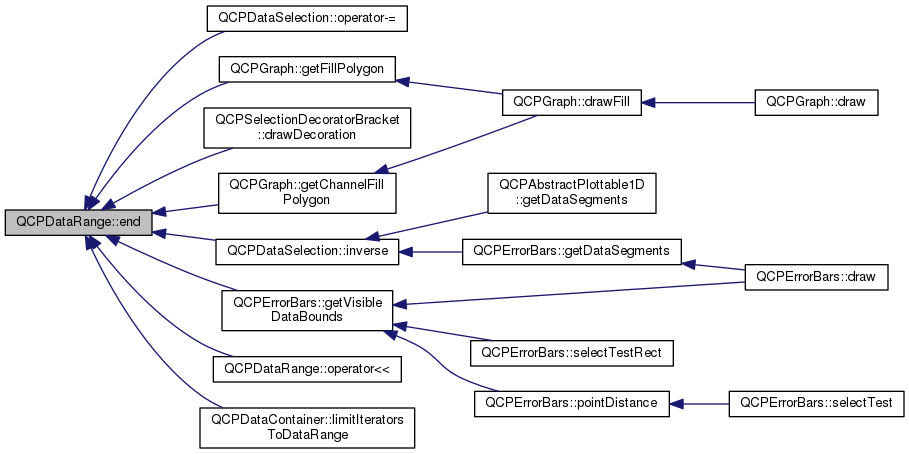 QCPDataSelection::operator-=
QCPGraph::getFillPolygon
QCPGraph::drawFill
QCPGraph::draw
QCPSelectionDecoratorBracket
::drawDecoration
QCPGraph::getChannelFill
Polygon
QCPAbstractPlottable1D
::getDataSegments
QCPDataRange::end
QCPDataSelection::inverse
QCPErrorBars::getDataSegments
QCPErrorBars::draw
QCPErrorBars::getVisible
DataBounds
QCPErrorBars::selectTestRect
QCPDataRange::operator<<
QCPErrorBars::pointDistance
QCPErrorBars::selectTest
QCPDataContainer::limitIterators
ToDataRange